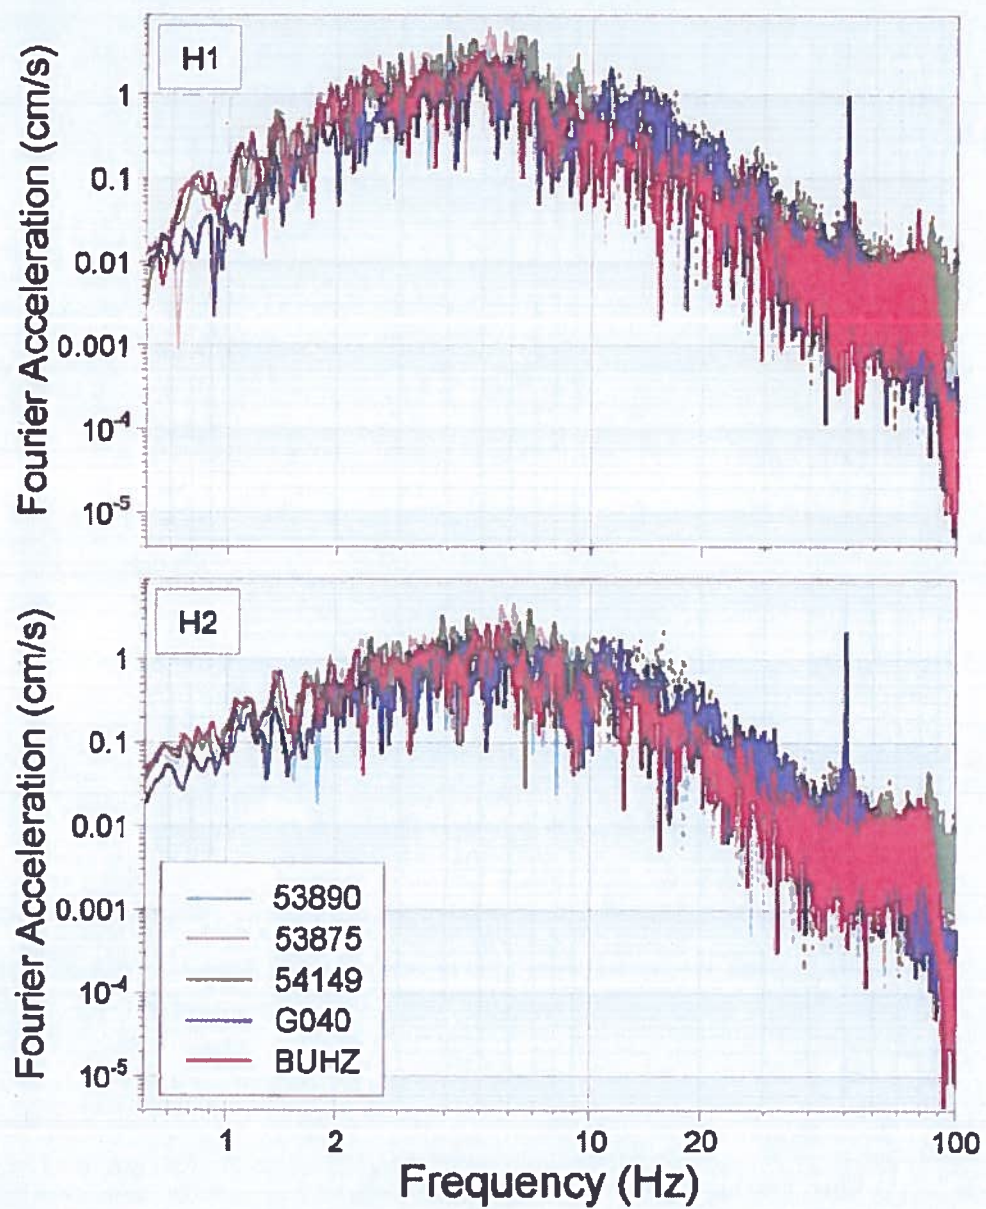 H1
Fourier Acceleration (cm/s)
1
0.1
0.01
0.001
10-4
10-5
H2
Fourier Acceleration (cm/s)
1
0.1
0.01
0.001
10-4
10-5
53890
53875
54149
G040
BUHZ
1 2 10 20 100
Frequency (Hz)